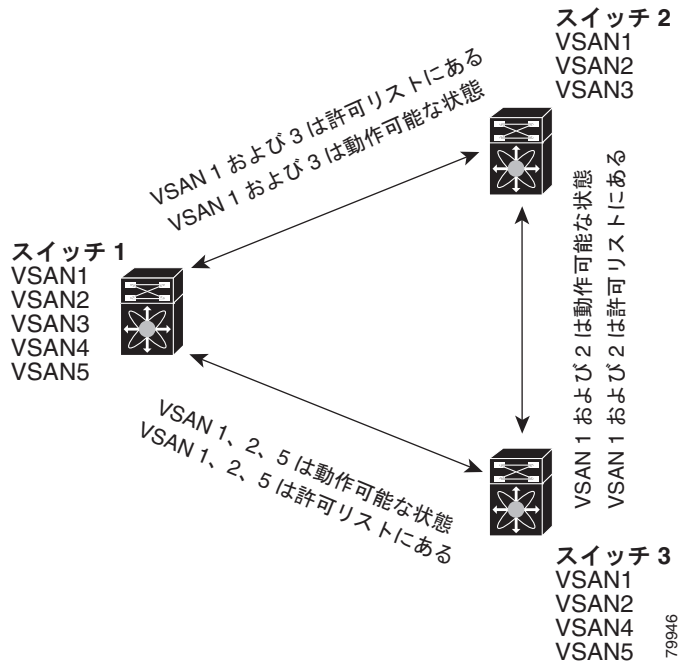 スイッチ 2
VSAN1
VSAN2
VSAN3
VSAN 1 および 3 は許可リストにある
VSAN 1 および 3 は動作可能な状態
スイッチ 1
VSAN1
VSAN2
VSAN3
VSAN4
VSAN5
VSAN 1 および 2 は動作可能な状態
VSAN 1 および 2 は許可リストにある
VSAN 1、2、5 は動作可能な状態
VSAN 1、2、5 は許可リストにある
スイッチ 3
VSAN1
VSAN2
VSAN4
VSAN5
79946